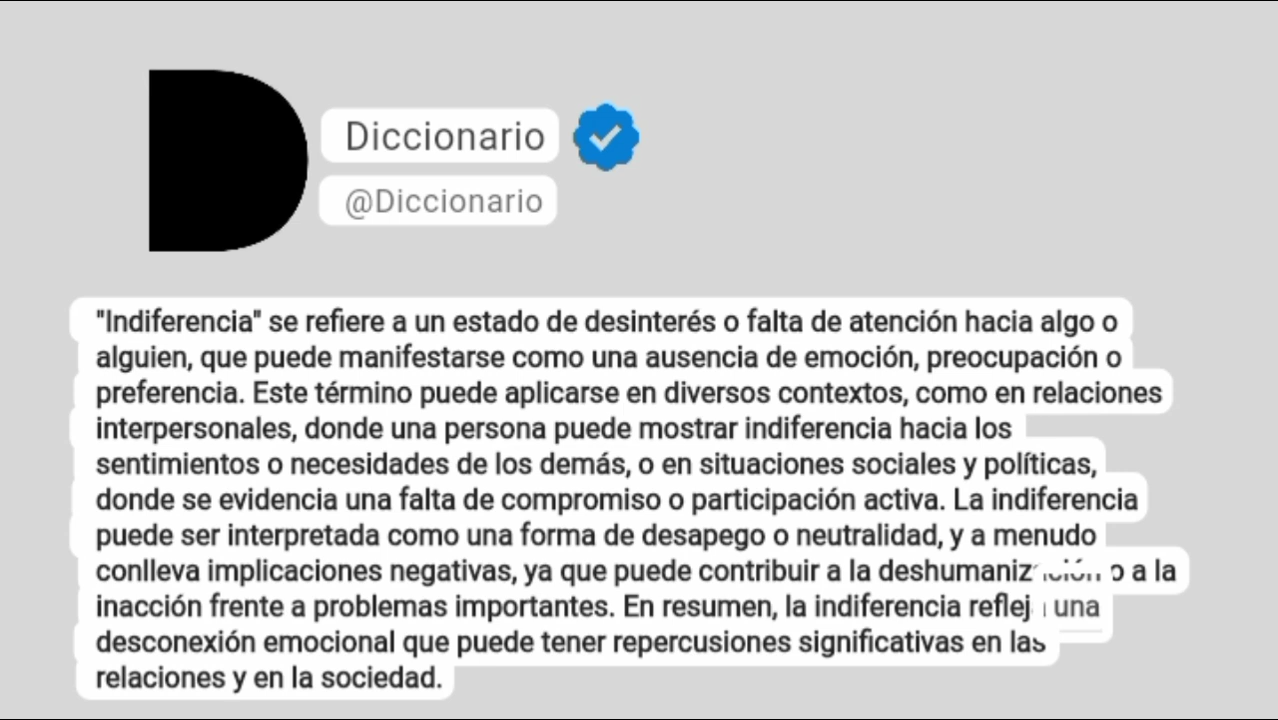 Diccionario
@Diccionario
"Indiferencia" se refiere a un estado de desinterés o falta de atención hacia algo o
alguien, que puede manifestarse como una ausencia de emoción, preocupación o
preferencia. Este término puede aplicarse en diversos contextos, como en relaciones
interpersonales, donde una persona puede mostrar indiferencia hacia los
sentimientos o necesidades de los demás, o en situaciones sociales y políticas,
donde se evidencia una falta de compromiso o participación activa. La indiferencia
puede ser interpretada como una forma de desapego o neutralidad, y a menudo
conlleva implicaciones negativas, ya que puede contribuir a la deshumanización o a la
inacción frente a problemas importantes. En resumen, la indiferencia refleja una
desconexión emocional que puede tener repercusiones significativas en las
relaciones y en la sociedad.